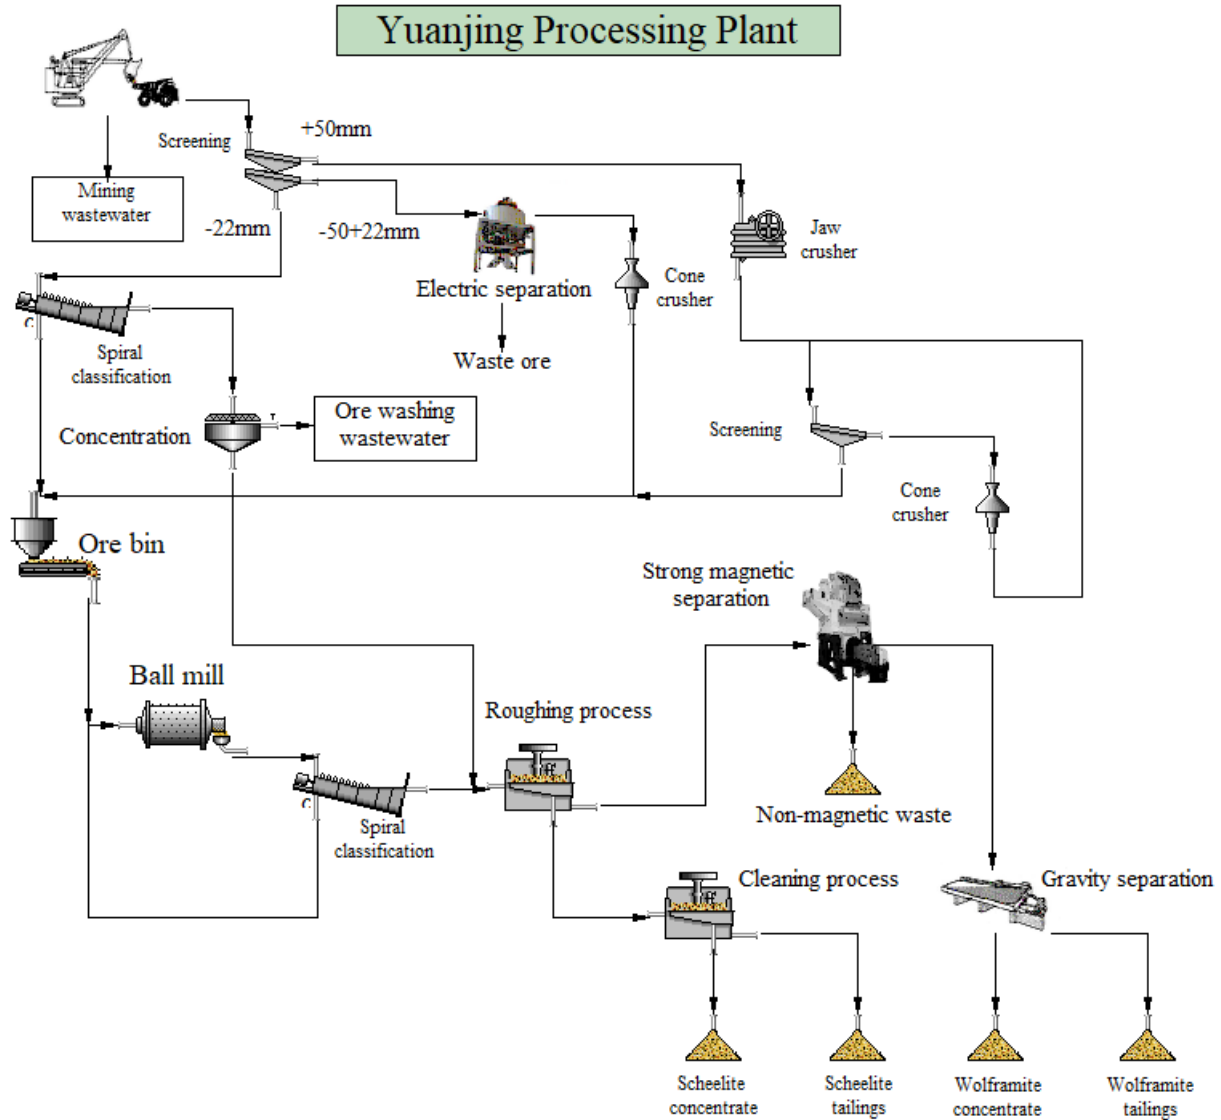 Yuanjing Processing Plant
+50mm
Screening
Mining
wastewater
-22mm
-50+22mm
Jaw
crusher
Electric separation
Cone
crusher
C
Spiral
classification
Waste ore
T
Concentration
Ore washing
wastewater
Screening
Cone
crusher
Ore bin
Strong magnetic
separation
Ball mill
Roughing process
Non-magnetic waste
C
Spiral
classification
Cleaning process
Gravity separation
Scheelite
concentrate
Scheelite
tailings
Wolframite
concentrate
Wolframite
tailings